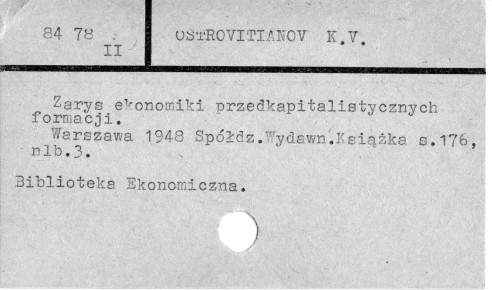 84 78
II
OSTROVITIANOV K.V.
Zarys ekonomiki przedkapitalistycznych
formacji.
Warszawa 1948 Spółdz.Wydawn.Książka s.176,
nlb.3.
Biblioteka Ekonomiczna.